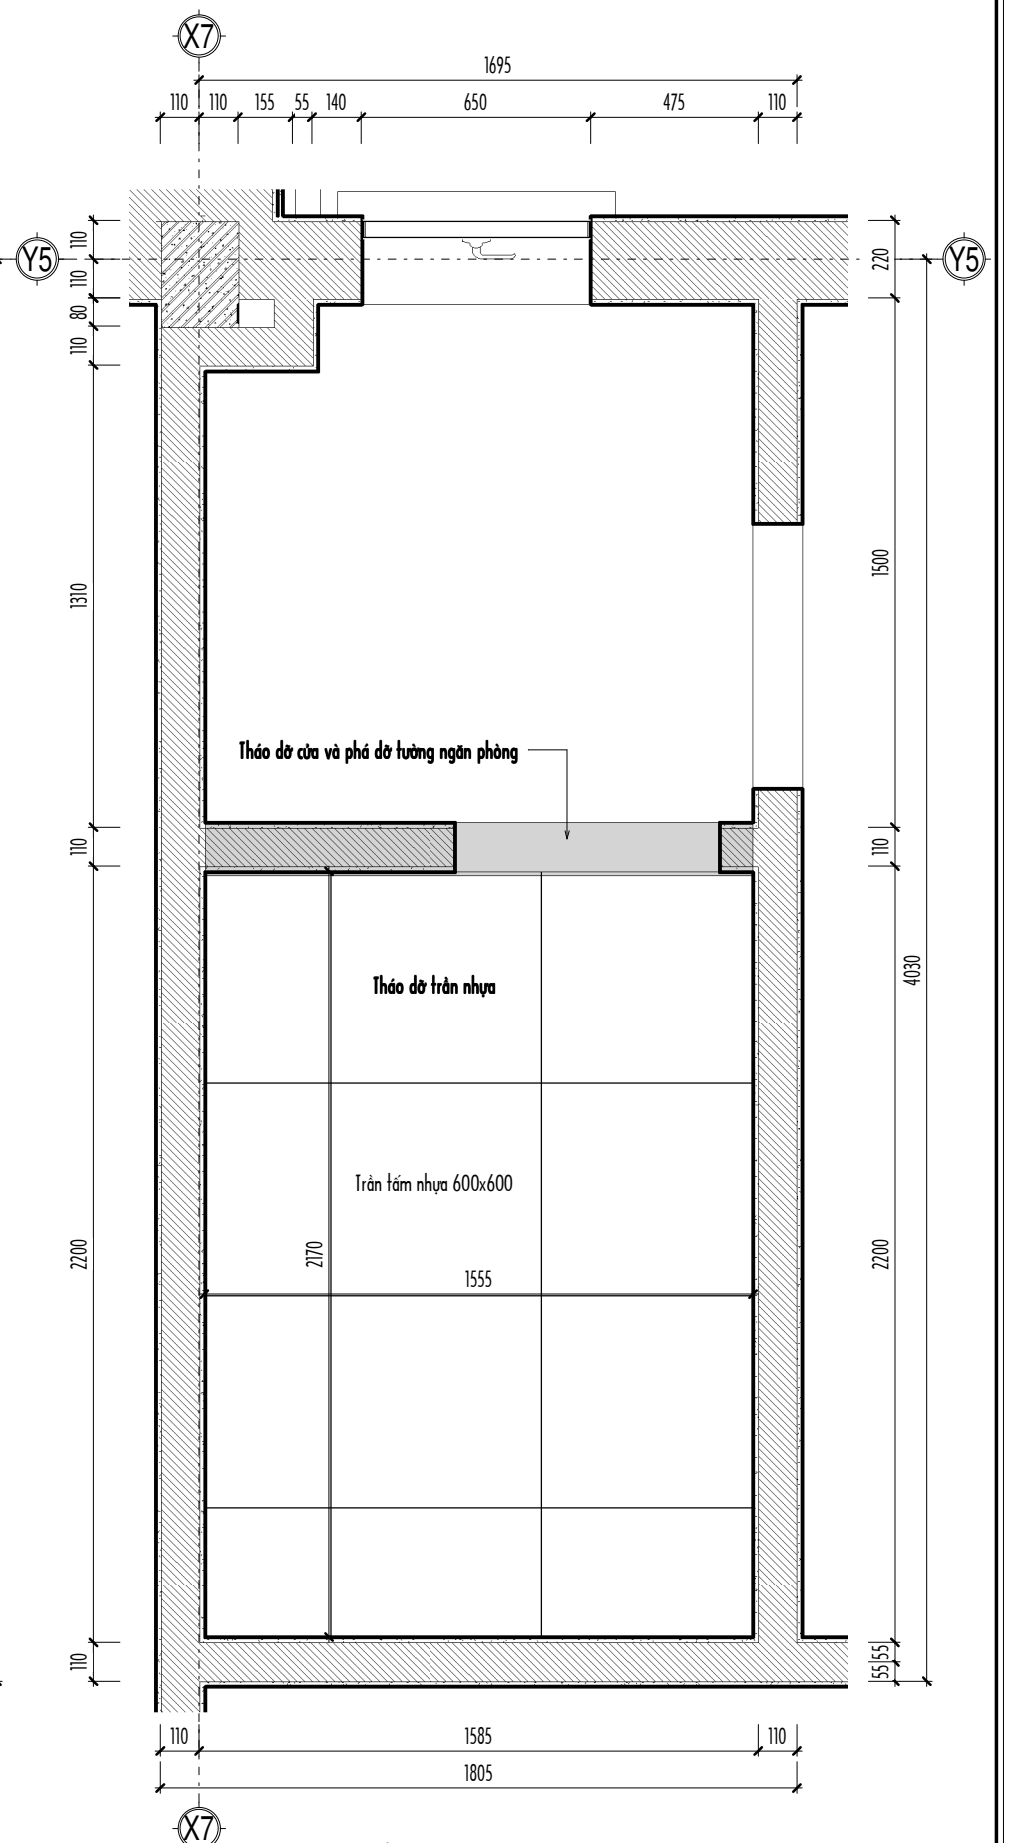 X7
1695
110 110 155 55 140 650 475 110
110
Y5
110
80
110
220
Y5
1310
1500
Tháo dỡ cửa và phá dỡ tường ngăn phòng
110
110
Tháo dỡ trần nhựa
4030
Trần tấm nhựa 600x600
2200
2170
1555
2200
110
55
55
110 1585 110
1805
X7